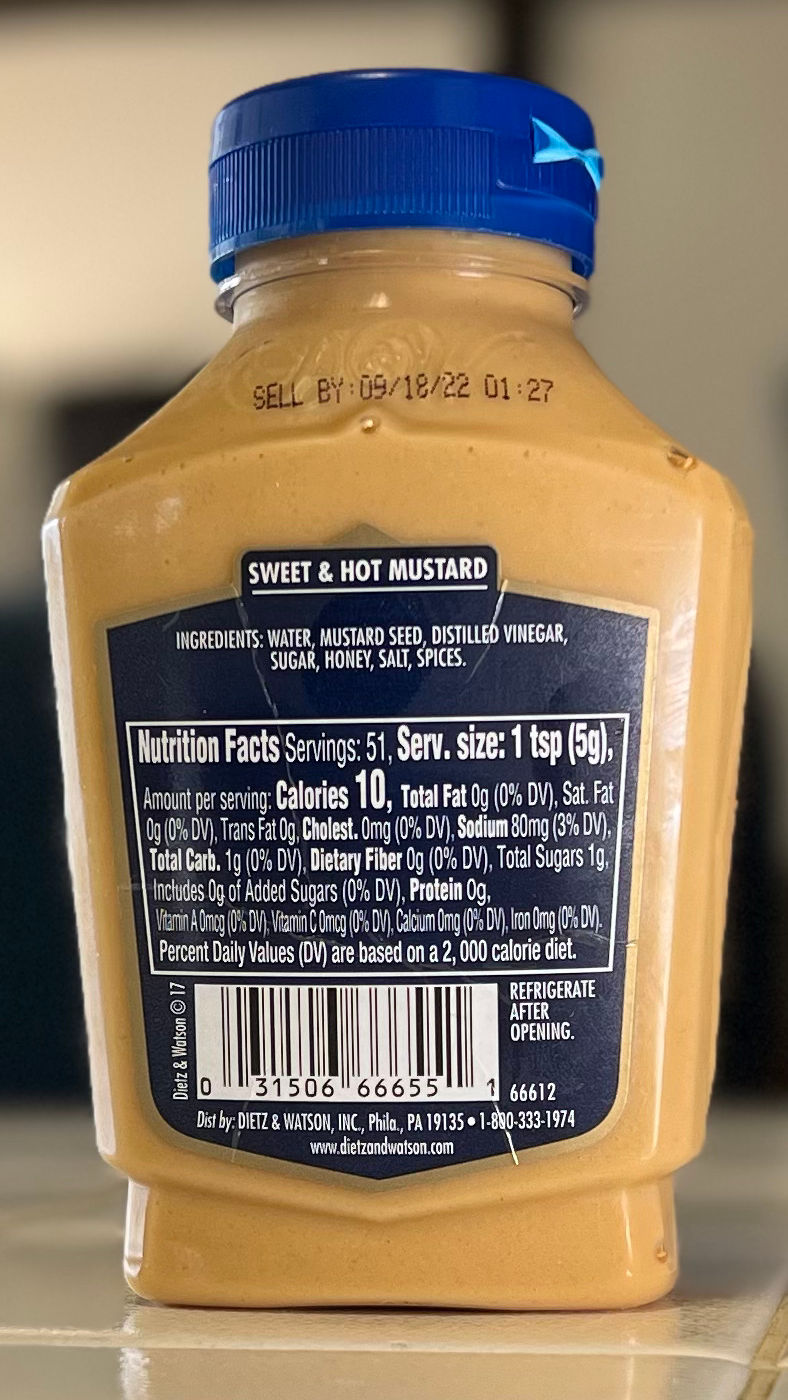 SELL BY:09/18/22 01:27
SWEET & HOT MUSTARD
INGREDIENTS: WATER, MUSTARD SEED, DISTILLED VINEGAR,
SUGAR, HONEY, SALT, SPICES.
Nutrition Facts Servings: 51, Serv. size: 1 tsp (5g),
Amount per serving: Calories 10, Total Fat 0g (0% DV), Sat. Fat
0g (0% DV), Trans Fat 0g, Cholest. 0mg (0% DV), Sodium 80mg (3% DV),
Total Carb. 1g (0% DV), Dietary Fiber 0g (0% DV), Total Sugars 1g,
Includes 0g of Added Sugars (0% DV), Protein 0g,
Vitamin A 0mcg (0% DV), Vitamin C 0mcg (0% DV), Calcium 0mg (0% DV), Iron 0mg (0% DV).
Percent Daily Values (DV) are based on a 2, 000 calorie diet.
Dietz & Watson © 17
0 31506 66655 1
REFRIGERATE
AFTER
OPENING.
66612
Dist by: DIETZ & WATSON, INC., Phila., PA 19135 • 1-800-333-1974
www.dietzandwatson.com